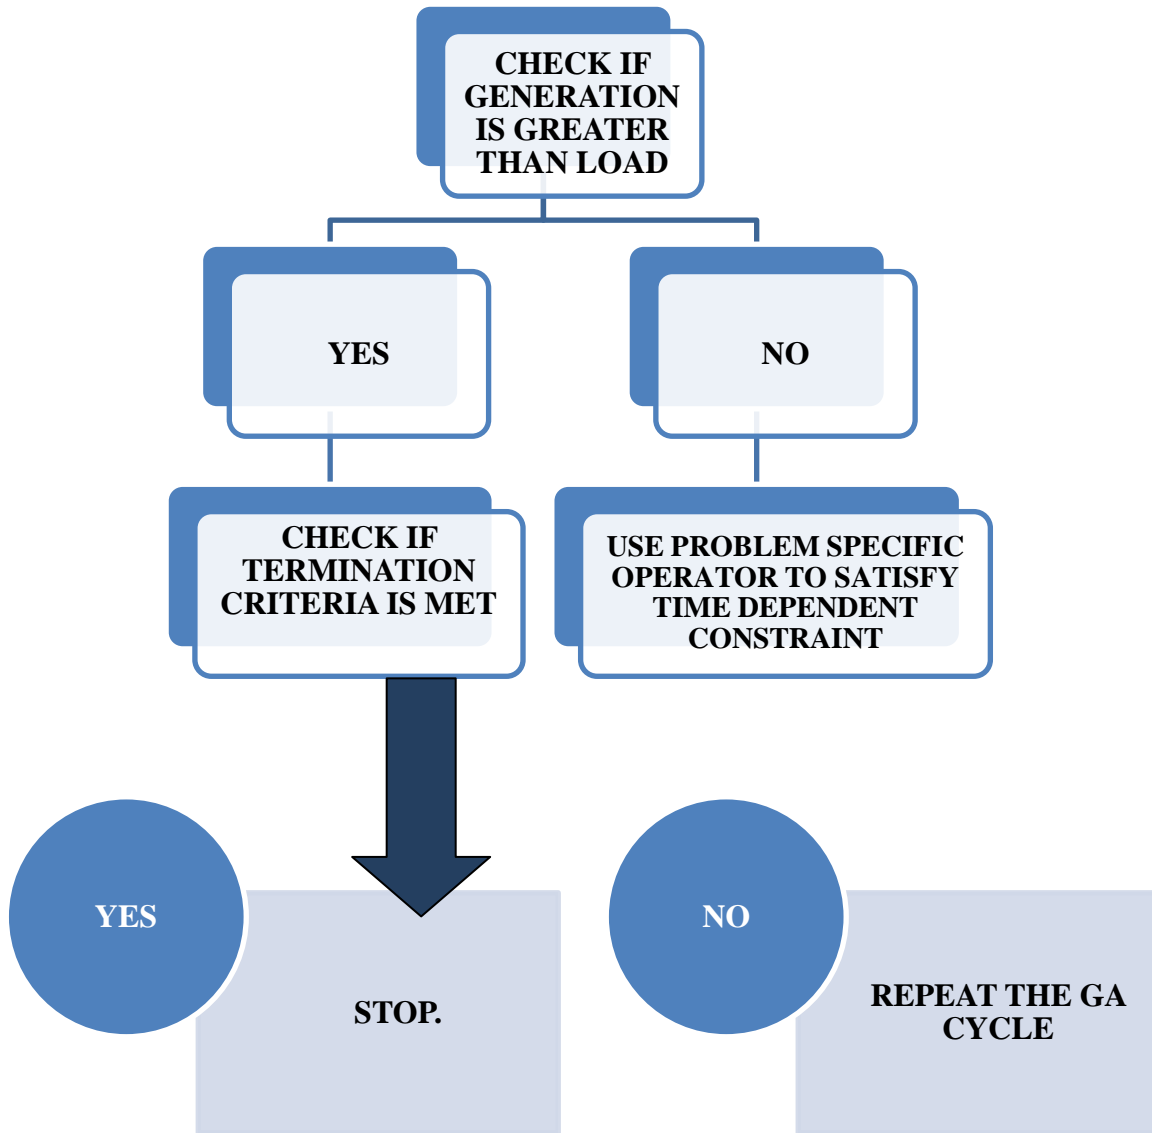 CHECK IF
GENERATION
IS GREATER
THAN LOAD
YES
NO
CHECK IF
TERMINATION
CRITERIA IS MET
USE PROBLEM SPECIFIC
OPERATOR TO SATISFY
TIME DEPENDENT
CONSTRAINT
YES
STOP.
NO
REPEAT THE GA
CYCLE